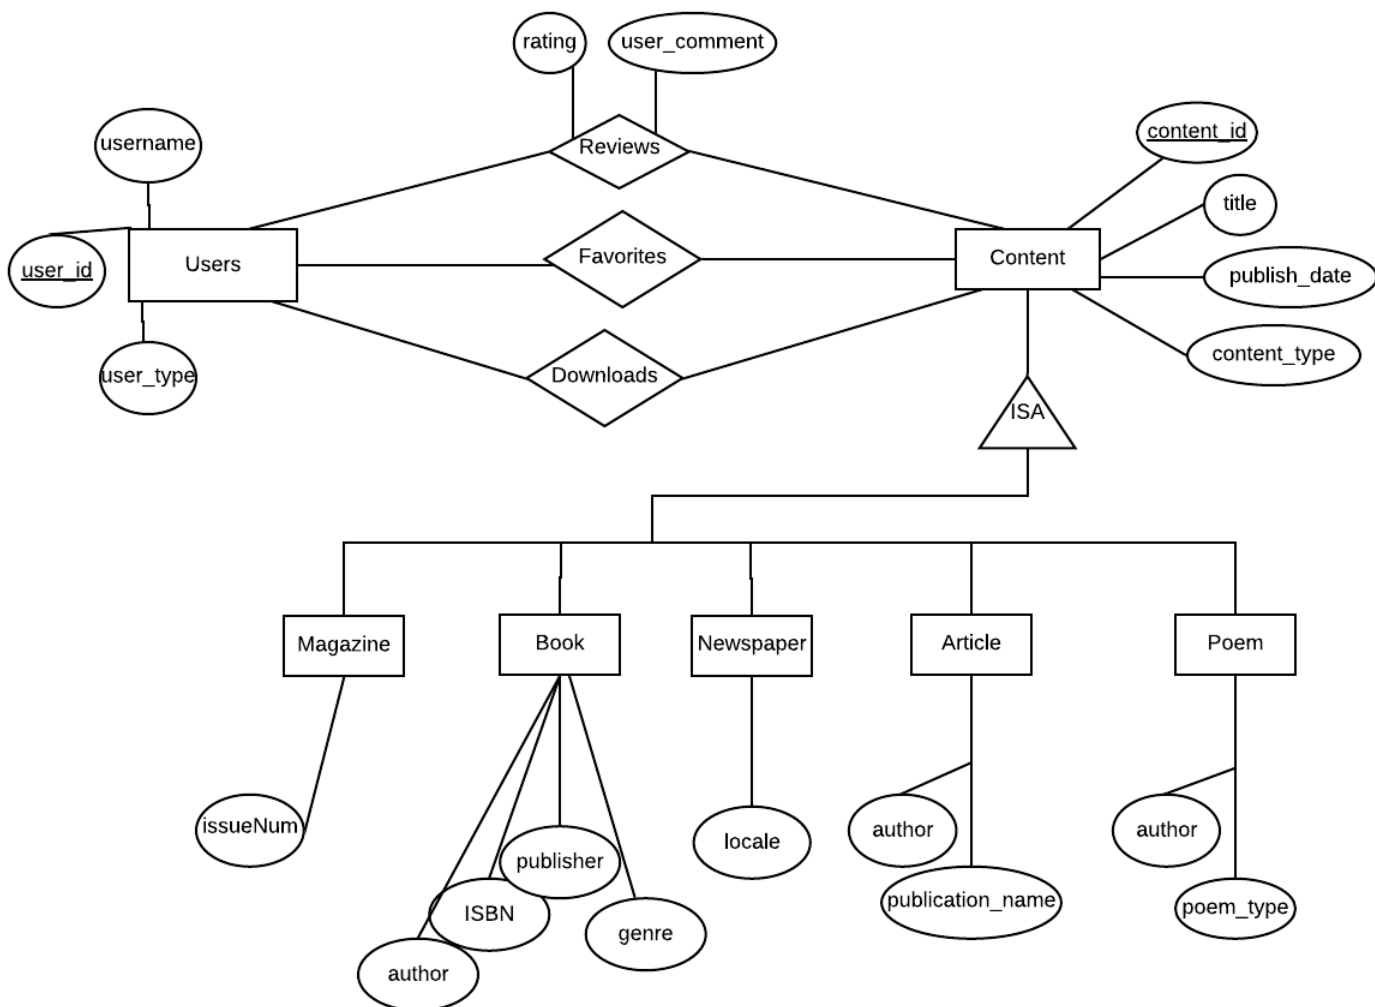 rating
user_comment
username
Reviews
content_id
title
user_id
Users
Favorites
Content
publish_date
user_type
Downloads
content_type
ISA
Magazine
Book
Newspaper
Article
Poem
issueNum
publisher
locale
author
author
ISBN
publication_name
poem_type
genre
author